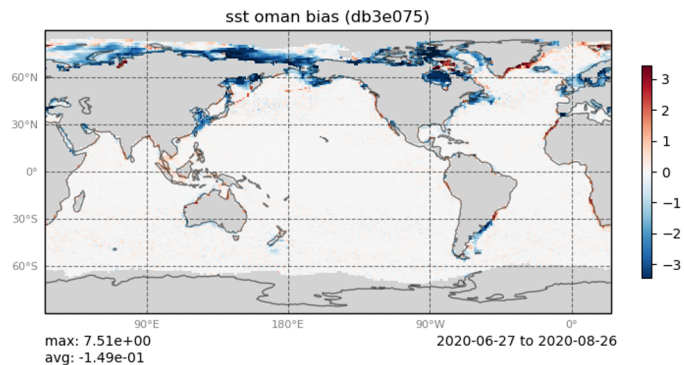 sst oman bias (db3e075)
60°N
30°N
0°
30°S
60°S
90°E
180°E
90°W
0°
3
2
1
0
−1
−2
−3
max: 7.51e+00
avg: -1.49e-01
2020-06-27 to 2020-08-26